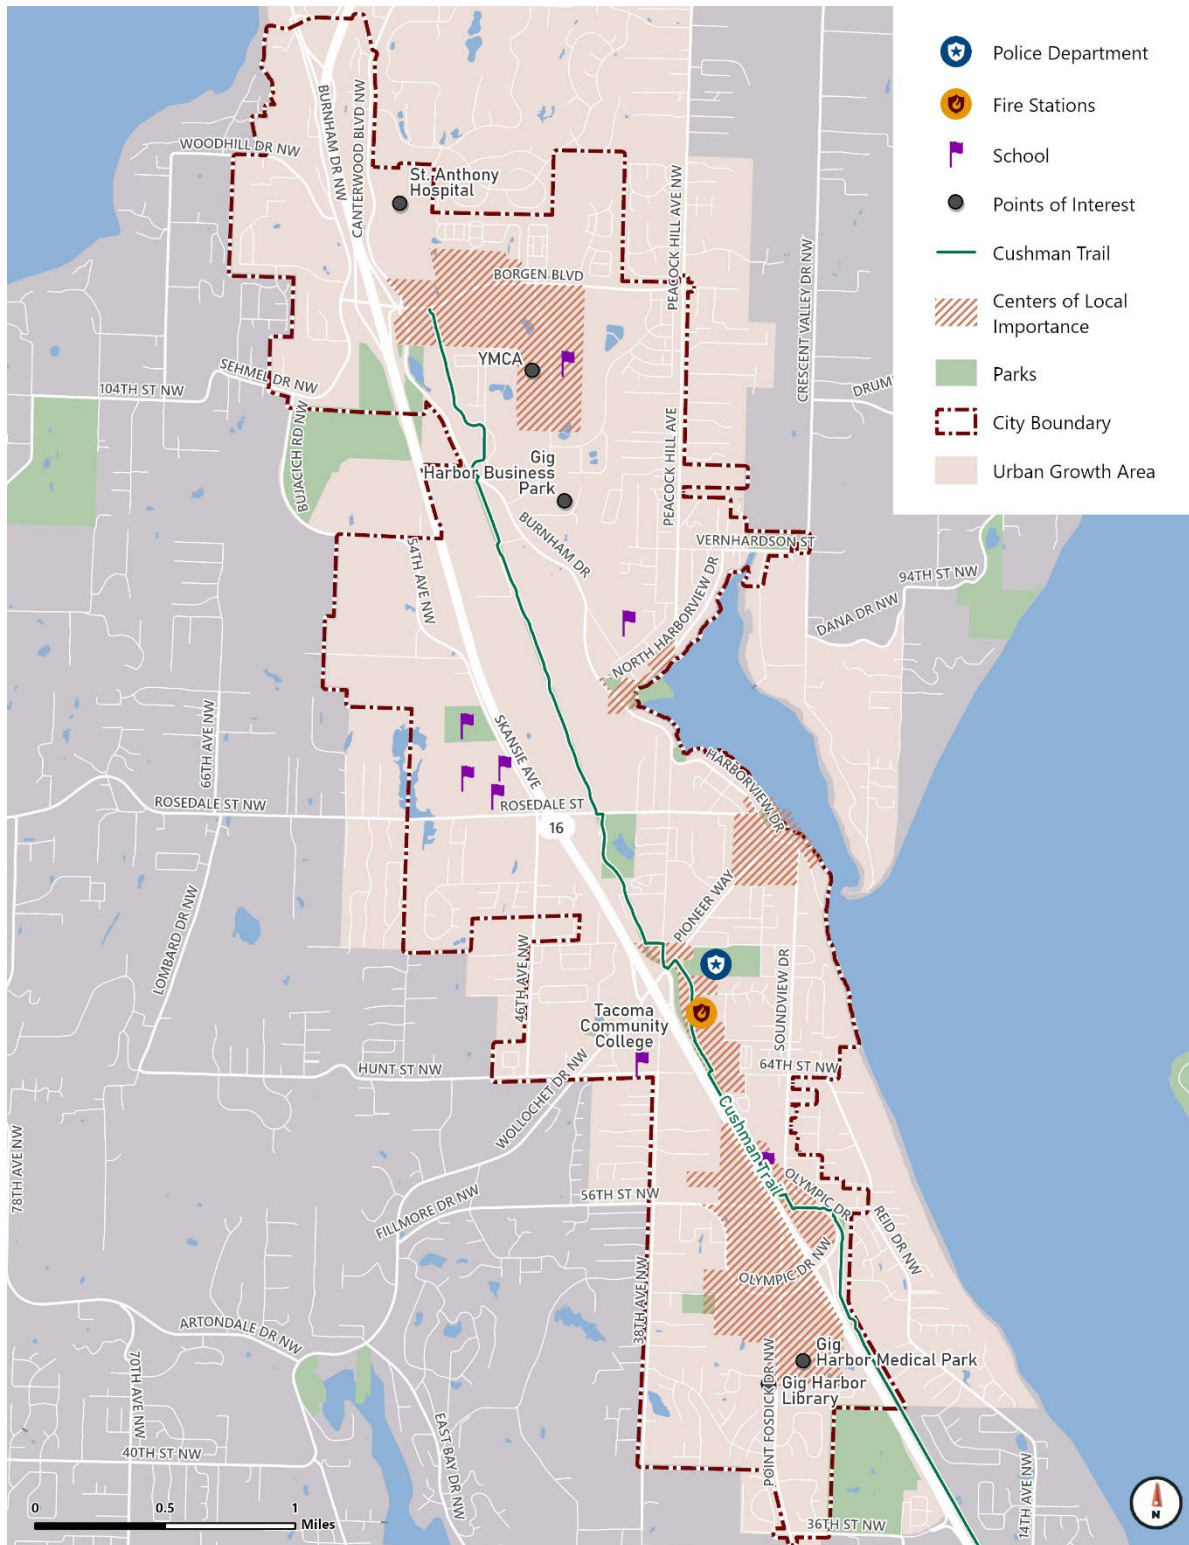 Police Department
Fire Stations
School
Points of Interest
Cushman Trail
Centers of Local
Importance
Parks
City Boundary
Urban Growth Area
BURNHAM DR NW
CANTERWOOD BLVD NW
WOODHILL DR NW
St. Anthony
Hospital
PEACOCK HILL AVE NW
CRESCENT VALLEY DR NW
BORGEN BLVD
YMCA
SEHMEL DR NW
104TH ST NW
DRUM
BUJACICH RD NW
PEACOCK HILL AVE
Gig
Harbor Business
Park
BURNHAM DR
VERNHARDSON ST
54TH AVE NW
94TH ST NW
DANA DR NW
NORTH HARBORVIEW DR
66TH AVE NW
SKANSIE AVE
HARBORVIEW DR
ROSEDALE ST NW
ROSEDALE ST
16
PIONEER WAY
LOMBARD DR NW
46TH AVE NW
SOUNDVIEW DR
Tacoma
Community
College
HUNT ST NW
64TH ST NW
WOLLOCHET DR NW
Cushman Trail
78TH AVE NW
56TH ST NW
OLYMPIC DR
REID DR NW
FILLMORE DR NW
OLYMPIC DR NW
38TH AVE NW
ARTONDALE DR NW
70TH AVE NW
Gig
Harbor Medical Park
Gig Harbor
Library
POINT FOSDICK DR NW
EAST BAY DR NW
40TH ST NW
14TH AVE NW
36TH ST NW
0 0.5 1
Miles
N